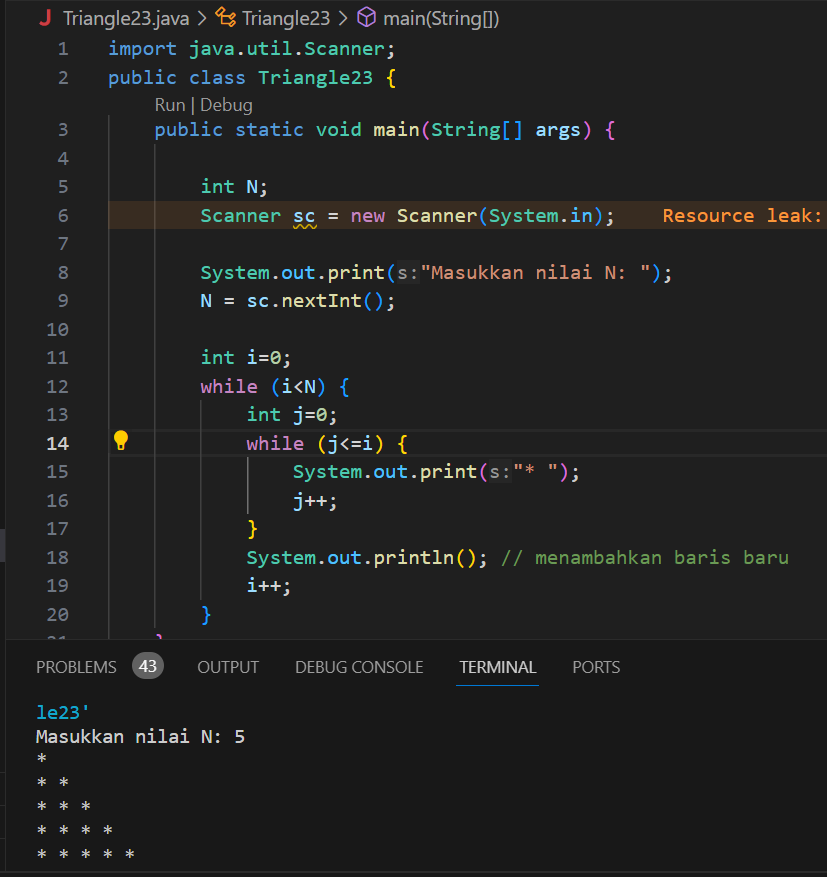 Triangle23.java > Triangle23 > main(String[])
1 import java.util.Scanner;
2 public class Triangle23 {
Run | Debug
3 public static void main(String[] args) {
4
5 int N;
6 Scanner sc = new Scanner(System.in); Resource leak:
7
8 System.out.print(s:"Masukkan nilai N: ");
9 N = sc.nextInt();
10
11 int i=0;
12 while (i<N) {
13 int j=0;
14 while (j<=i) {
15 System.out.print(s:"* ");
16 j++;
17 }
18 System.out.println(); // menambahkan baris baru
19 i++;
20 }
PROBLEMS 43 OUTPUT DEBUG CONSOLE TERMINAL PORTS
le23'
Masukkan nilai N: 5
*
* *
* * *
* * * *
* * * * *